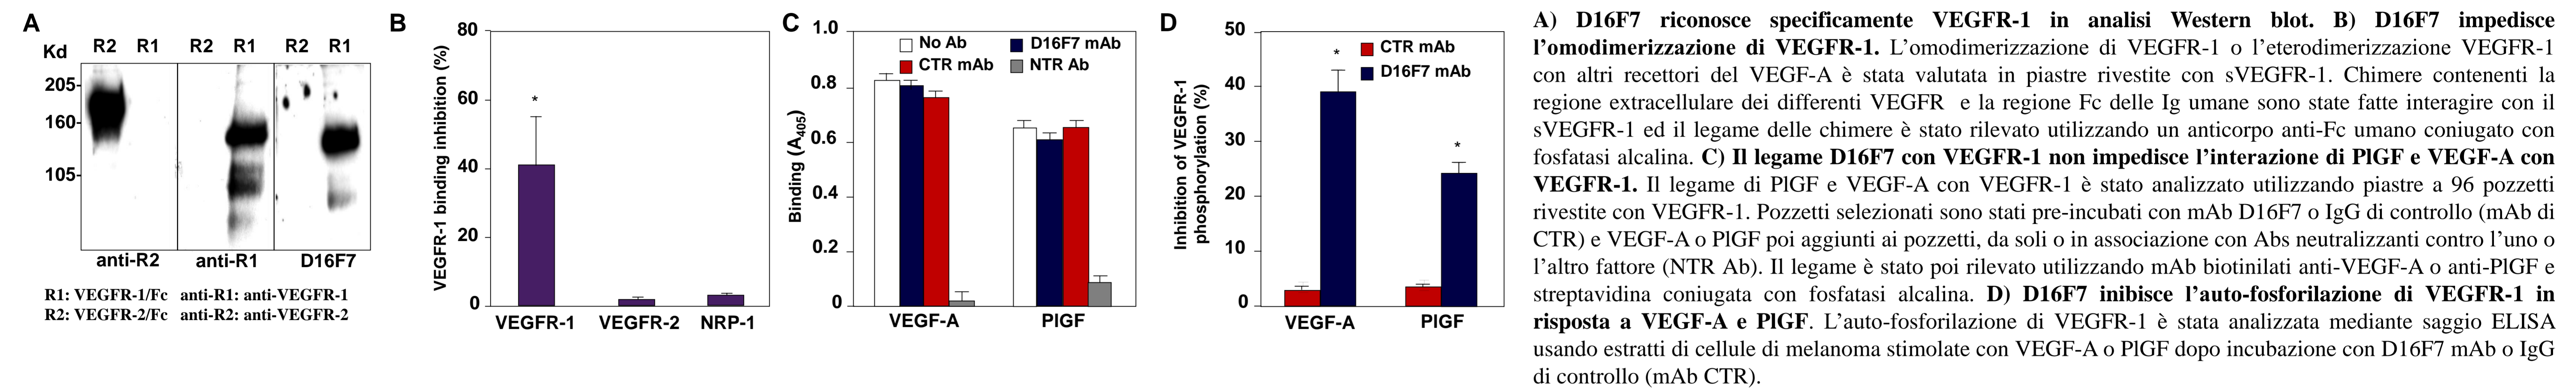 A
Kd
R2 R1 R2 R1 R2 R1
205-
160-
105-
anti-R2 anti-R1 D16F7
R1: VEGFR-1/Fc anti-R1: anti-VEGFR-1
R2: VEGFR-2/Fc anti-R2: anti-VEGFR-2
B
VEGFR-1 binding inhibition (%)
80
60
40
20
0
*
VEGFR-1 VEGFR-2 NRP-1
C
Binding (A405)
1.0
0.8
0.6
0.4
0.2
0
No Ab D16F7 mAb
CTR mAb NTR Ab
VEGF-A PlGF
D
Inhibition of VEGFR-1
phosphorylation (%)
50
40
30
20
10
0
CTR mAb
D16F7 mAb
*
*
VEGF-A PlGF
A) D16F7 riconosce specificamente VEGFR-1 in analisi Western blot. B) D16F7 impedisce
l’omodimerizzazione di VEGFR-1. L’omodimerizzazione di VEGFR-1 o l’eterodimerizzazione VEGFR-1
con altri recettori del VEGF-A è stata valutata in piastre rivestite con sVEGFR-1. Chimere contenenti la
regione extracellulare dei differenti VEGFR e la regione Fc delle Ig umane sono state fatte interagire con il
sVEGFR-1 ed il legame delle chimere è stato rilevato utilizzando un anticorpo anti-Fc umano coniugato con
fosfatasi alcalina. C) Il legame D16F7 con VEGFR-1 non impedisce l’interazione di PlGF e VEGF-A con
VEGFR-1. Il legame di PlGF e VEGF-A con VEGFR-1 è stato analizzato utilizzando piastre a 96 pozzetti
rivestite con VEGFR-1. Pozzetti selezionati sono stati pre-incubati con mAb D16F7 o IgG di controllo (mAb di
CTR) e VEGF-A o PlGF poi aggiunti ai pozzetti, da soli o in associazione con Abs neutralizzanti contro l’uno o
l’altro fattore (NTR Ab). Il legame è stato poi rilevato utilizzando mAb biotinilati anti-VEGF-A o anti-PlGF e
streptavidina coniugata con fosfatasi alcalina. D) D16F7 inibisce l’auto-fosforilazione di VEGFR-1 in
risposta a VEGF-A e PlGF. L’auto-fosforilazione di VEGFR-1 è stata analizzata mediante saggio ELISA
usando estratti di cellule di melanoma stimolate con VEGF-A o PlGF dopo incubazione con D16F7 mAb o IgG
di controllo (mAb CTR).